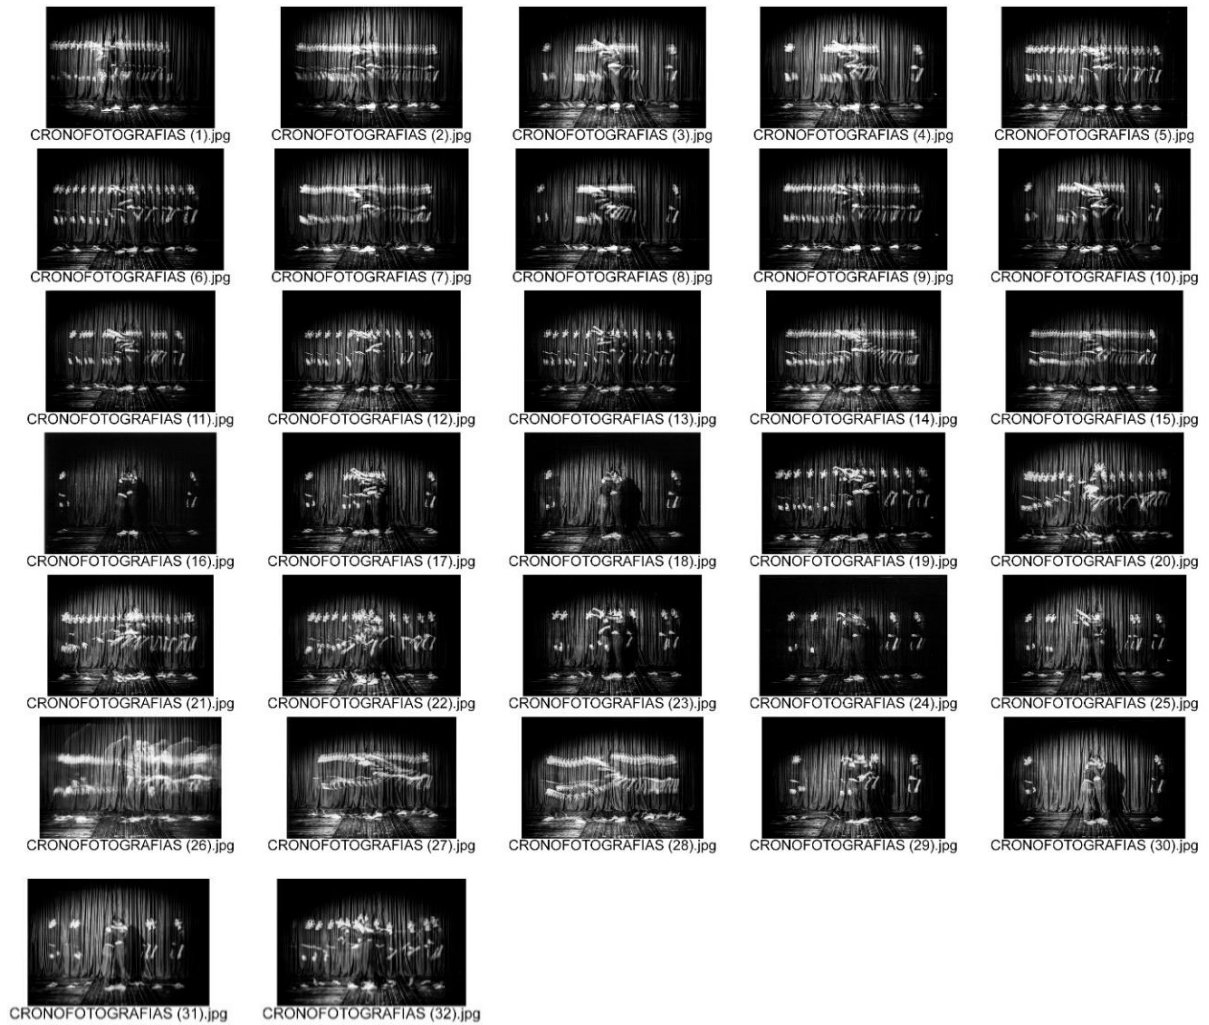 CRONOFOTOGRAFIAS (1).jpg
CRONOFOTOGRAFIAS (2).jpg
CRONOFOTOGRAFIAS (3).jpg
CRONOFOTOGRAFIAS (4).jpg
CRONOFOTOGRAFIAS (5).jpg
CRONOFOTOGRAFIAS (6).jpg
CRONOFOTOGRAFIAS (7).jpg
CRONOFOTOGRAFIAS (8).jpg
CRONOFOTOGRAFIAS (9).jpg
CRONOFOTOGRAFIAS (10).jpg
CRONOFOTOGRAFIAS (11).jpg
CRONOFOTOGRAFIAS (12).jpg
CRONOFOTOGRAFIAS (13).jpg
CRONOFOTOGRAFIAS (14).jpg
CRONOFOTOGRAFIAS (15).jpg
CRONOFOTOGRAFIAS (16).jpg
CRONOFOTOGRAFIAS (17).jpg
CRONOFOTOGRAFIAS (18).jpg
CRONOFOTOGRAFIAS (19).jpg
CRONOFOTOGRAFIAS (20).jpg
CRONOFOTOGRAFIAS (21).jpg
CRONOFOTOGRAFIAS (22).jpg
CRONOFOTOGRAFIAS (23).jpg
CRONOFOTOGRAFIAS (24).jpg
CRONOFOTOGRAFIAS (25).jpg
CRONOFOTOGRAFIAS (26).jpg
CRONOFOTOGRAFIAS (27).jpg
CRONOFOTOGRAFIAS (28).jpg
CRONOFOTOGRAFIAS (29).jpg
CRONOFOTOGRAFIAS (30).jpg
CRONOFOTOGRAFIAS (31).jpg
CRONOFOTOGRAFIAS (32).jpg